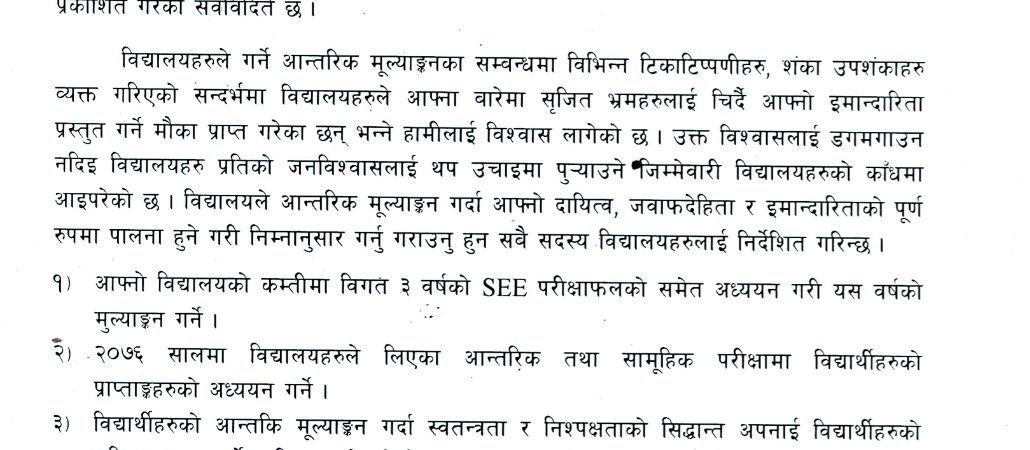 प्रकाशित गरेको सर्वविदितै छ ।
विद्यालयहरुले गर्ने आन्तरिक मूल्याङ्कनका सम्बन्धमा विभिन्न टिकाटिप्पणीहरु, शंका उपशंकाहरु
व्यक्त गरिएको सन्दर्भमा विद्यालयहरुले आफ्ना वारेमा सृजित भ्रमहरुलाई चिर्दै आफ्नो इमान्दारिता
प्रस्तुत गर्ने मौका प्राप्त गरेका छन् भन्ने हामीलाई विश्वास लागेको छ । उक्त विश्वासलाई डगमगाउन
नदिइ विद्यालयहरु प्रतिको जनविश्वासलाई थप उचाइमा पुऱ्याउने जिम्मेवारी विद्यालयहरुको काँधमा
आइपरेको छ । विद्यालयले आन्तरिक मूल्याङ्कन गर्दा आफ्नो दायित्व, जवाफदेहिता र इमान्दारिताको पूर्ण
रुपमा पालना हुने गरी निम्नानुसार गर्नु गराउनु हुन सवै सदस्य विद्यालयहरुलाई निर्देशित गरिन्छ ।
१) आफ्नो विद्यालयको कम्तीमा विगत ३ वर्षको SEE परीक्षाफलको समेत अध्ययन गरी यस वर्षको
मुल्याङ्कन गर्ने ।
२) २०७६ सालमा विद्यालयहरुले लिएका आन्तरिक तथा सामूहिक परीक्षामा विद्यार्थीहरुको
प्राप्ताङ्कहरुको अध्ययन गर्ने ।
३) विद्यार्थीहरुको आन्तकि मूल्याङ्कन गर्दा स्वतन्त्रता र निश्पक्षताको सिद्धान्त अपनाई विद्यार्थीहरुको